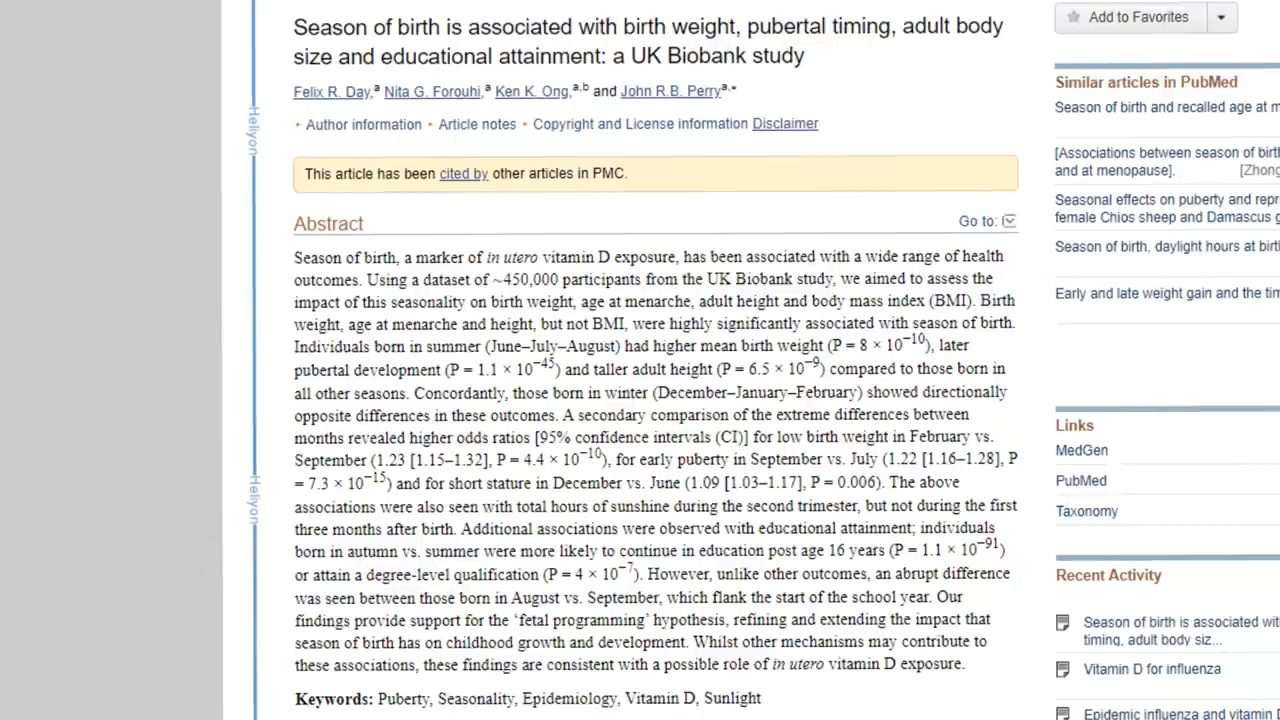 Season of birth is associated with birth weight, pubertal timing, adult body
size and educational attainment: a UK Biobank study
Felix R. Day,a Nita G. Forouhi,a Ken K. Ong,a,b and John R.B. Perrya,*
Author information Article notes Copyright and License information Disclaimer
This article has been cited by other articles in PMC.
Abstract Go to:
Season of birth, a marker of in utero vitamin D exposure, has been associated with a wide range of health
outcomes. Using a dataset of ~450,000 participants from the UK Biobank study, we aimed to assess the
impact of this seasonality on birth weight, age at menarche, adult height and body mass index (BMI). Birth
weight, age at menarche and height, but not BMI, were highly significantly associated with season of birth.
Individuals born in summer (June–July–August) had higher mean birth weight (P = 8 × 10−10), later
pubertal development (P = 1.1 × 10−45) and taller adult height (P = 6.5 × 10−9) compared to those born in
all other seasons. Concordantly, those born in winter (December–January–February) showed directionally
opposite differences in these outcomes. A secondary comparison of the extreme differences between
months revealed higher odds ratios [95% confidence intervals (CI)] for low birth weight in February vs.
September (1.23 [1.15–1.32], P = 4.4 × 10−10), for early puberty in September vs. July (1.22 [1.16–1.28], P
= 7.3 × 10−15) and for short stature in December vs. June (1.09 [1.03–1.17], P = 0.006). The above
associations were also seen with total hours of sunshine during the second trimester, but not during the first
three months after birth. Additional associations were observed with educational attainment; individuals
born in autumn vs. summer were more likely to continue in education post age 16 years (P = 1.1 × 10−91)
or attain a degree-level qualification (P = 4 × 10−7). However, unlike other outcomes, an abrupt difference
was seen between those born in August vs. September, which flank the start of the school year. Our
findings provide support for the ‘fetal programming’ hypothesis, refining and extending the impact that
season of birth has on childhood growth and development. Whilst other mechanisms may contribute to
these associations, these findings are consistent with a possible role of in utero vitamin D exposure.
Keywords: Puberty, Seasonality, Epidemiology, Vitamin D, Sunlight
Heliyon
Heliyon
Add to Favorites
Similar articles in PubMed
Season of birth and recalled age at m
[Associations between season of birth
and at menopause]. [Zhong
Seasonal effects on puberty and repr
female Chios sheep and Damascus g
Season of birth, daylight hours at birt
Early and late weight gain and the tim
Links
MedGen
PubMed
Taxonomy
Recent Activity
Season of birth is associated wit
timing, adult body siz...
Vitamin D for influenza
Epidemic influenza and vitamin D